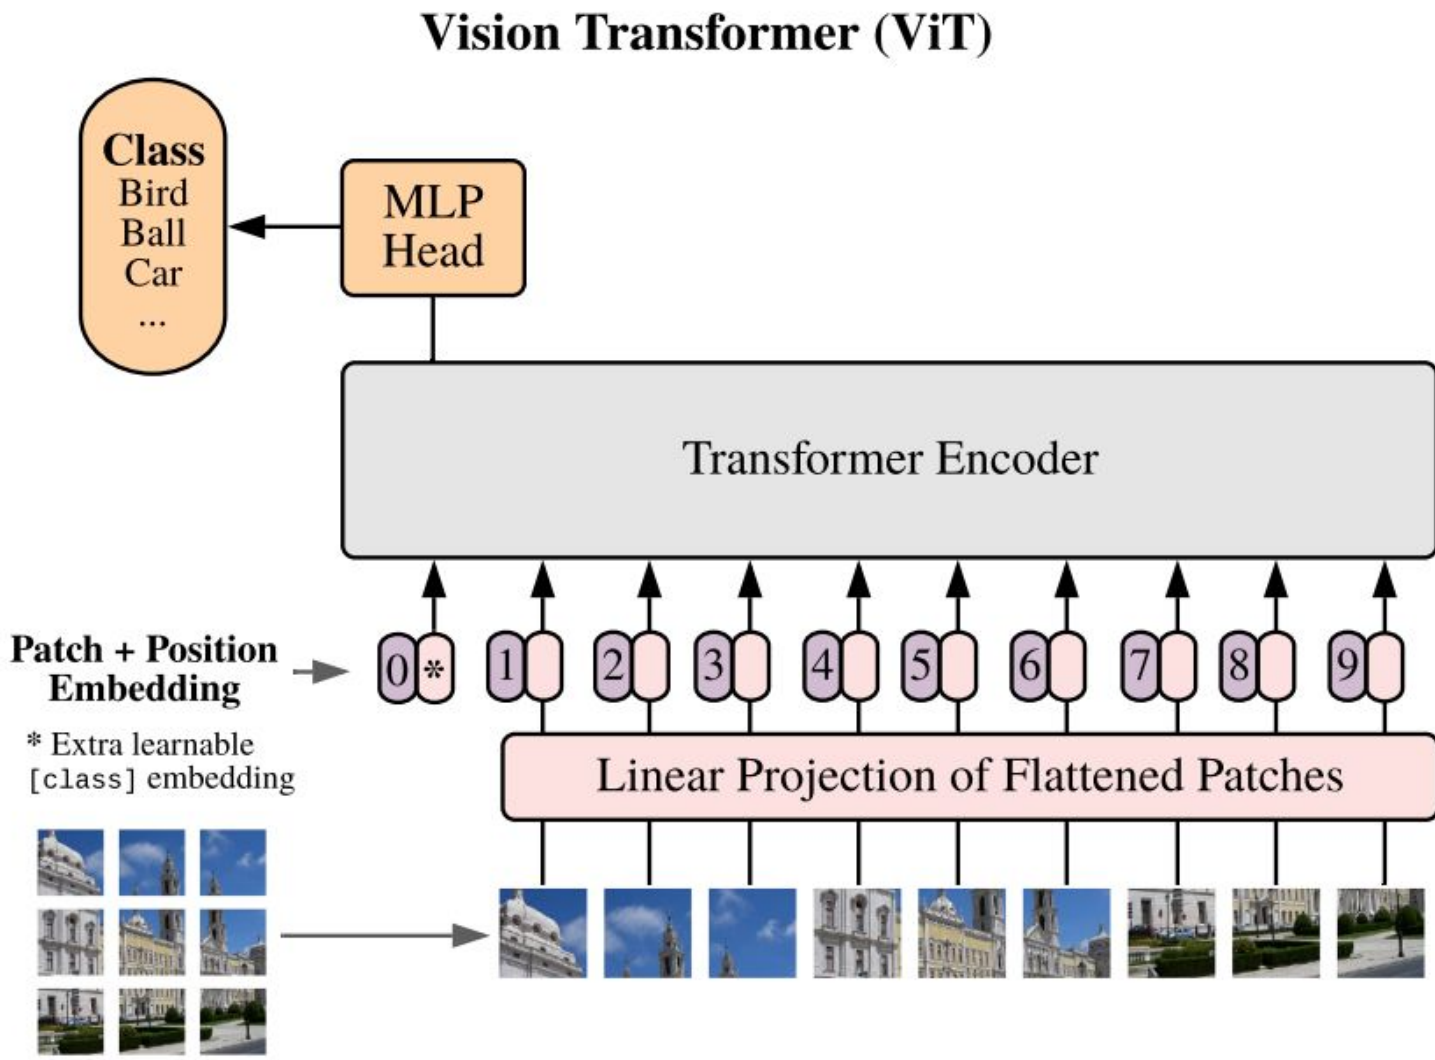 Vision Transformer (ViT)
Class
Bird
Ball
Car
...
MLP
Head
Transformer Encoder
Patch + Position
Embedding
0 * 1 2 3 4 5 6 7 8 9
* Extra learnable
[class] embedding
Linear Projection of Flattened Patches